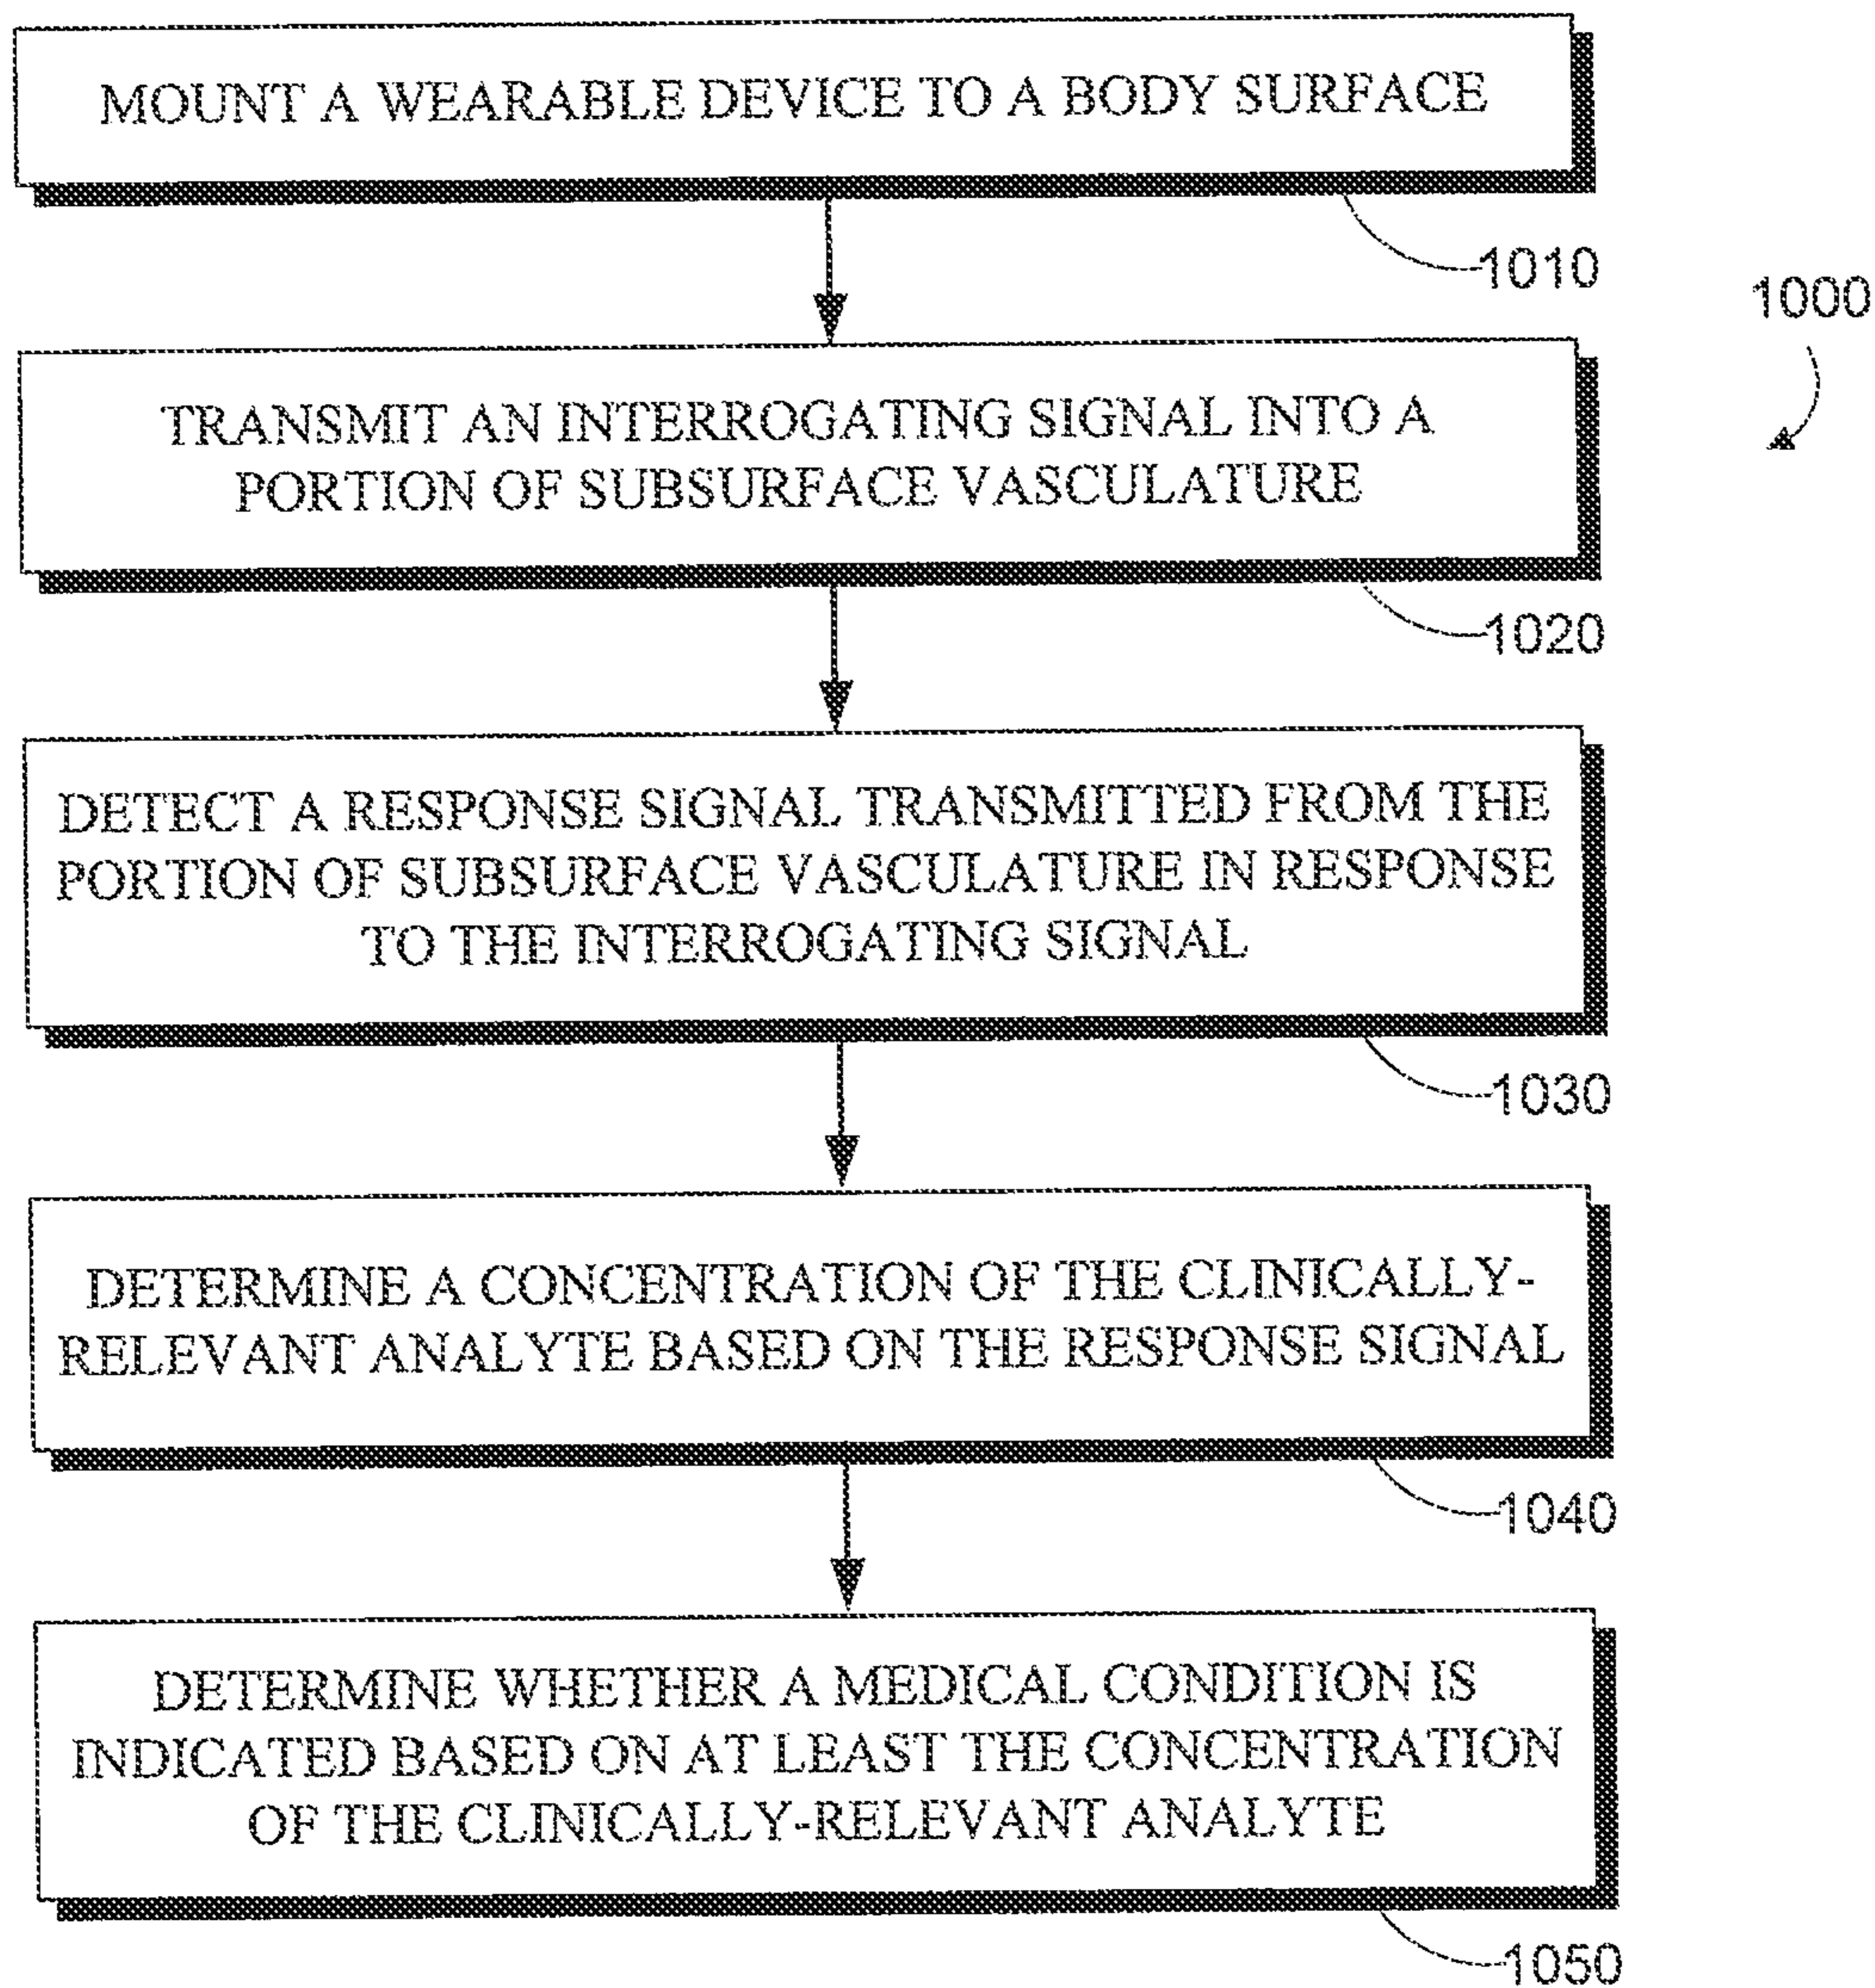 MOUNT A WEARABLE DEVICE TO A BODY SURFACE
1010
1000
TRANSMIT AN INTERROGATING SIGNAL INTO A
PORTION OF SUBSURFACE VASCULATURE
1020
DETECT A RESPONSE SIGNAL TRANSMITTED FROM THE
PORTION OF SUBSURFACE VASCULATURE IN RESPONSE
TO THE INTERROGATING SIGNAL
1030
DETERMINE A CONCENTRATION OF THE CLINICALLY-
RELEVANT ANALYTE BASED ON THE RESPONSE SIGNAL
1040
DETERMINE WHETHER A MEDICAL CONDITION IS
INDICATED BASED ON AT LEAST THE CONCENTRATION
OF THE CLINICALLY-RELEVANT ANALYTE
1050